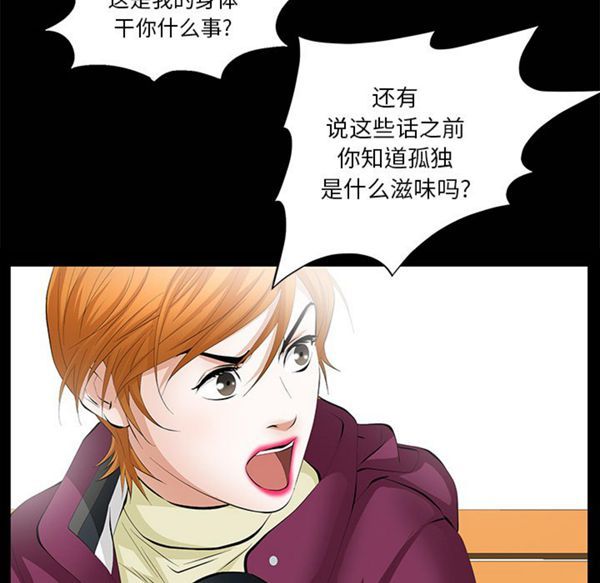 这是我的身体
干你什么事?
还有
说这些话之前
你知道孤独
是什么滋味吗?